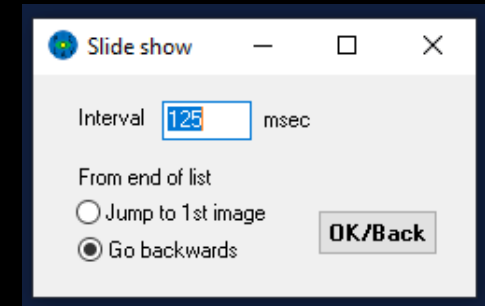 Slide show
Interval 125 msec
From end of list
Jump to 1st image
Go backwards
OK/Back